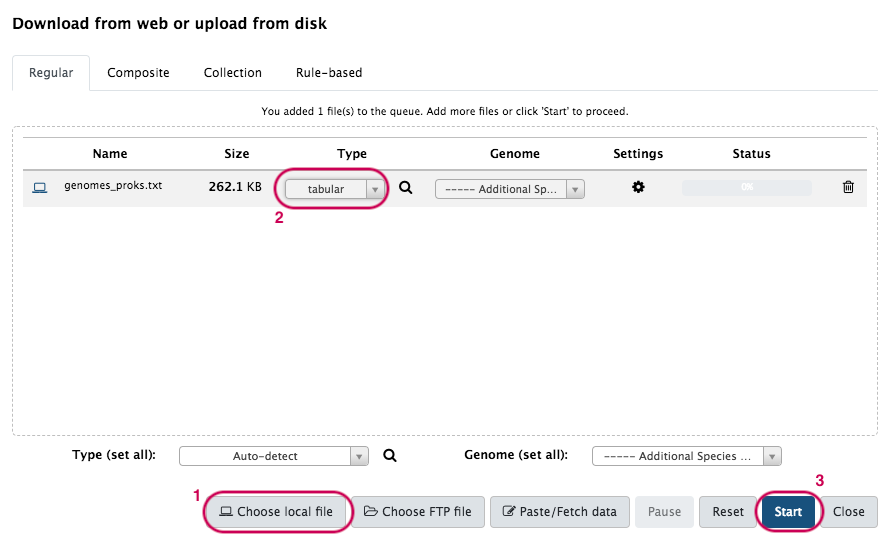 Download from web or upload from disk
Regular Composite Collection Rule-based
You added 1 file(s) to the queue. Add more files or click 'Start' to proceed.
Name Size Type Genome Settings Status
genomes_proks.txt 262.1 KB tabular ----- Additional Sp... 0%
2
Type (set all): Auto-detect Genome (set all): ----- Additional Species ...
1 3
Choose local file Choose FTP file Paste/Fetch data Pause Reset Start Close